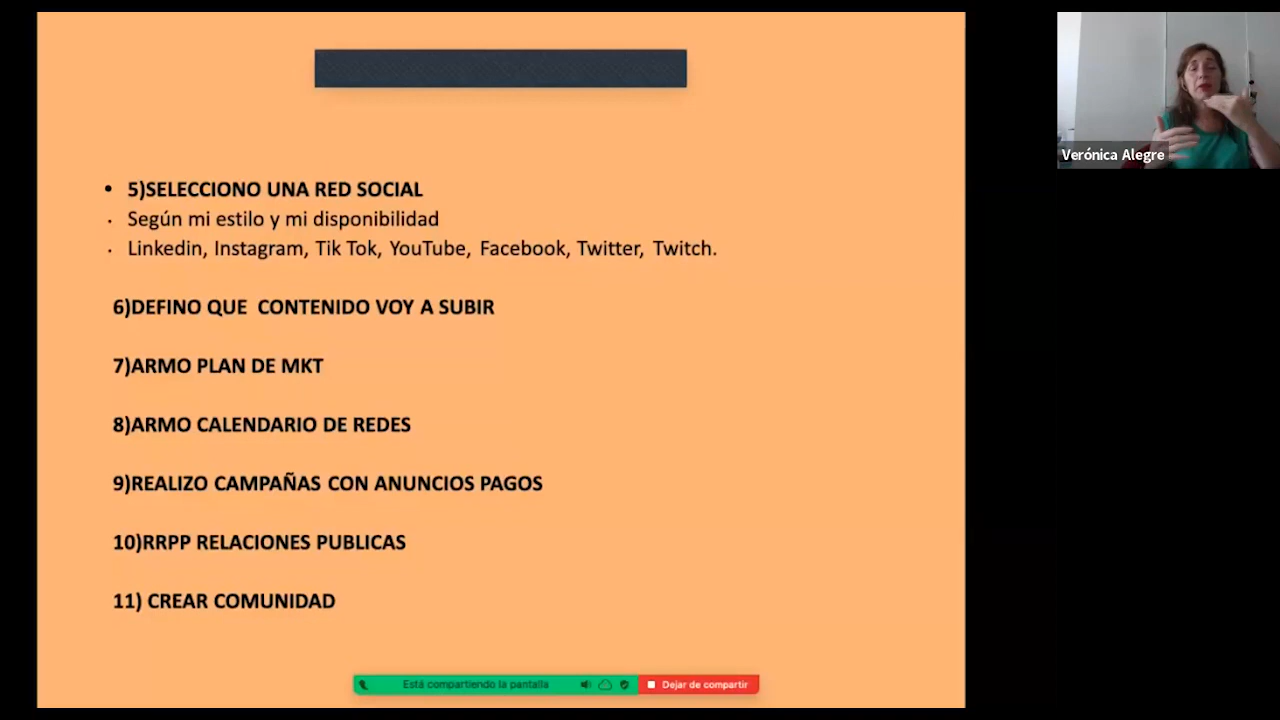 5)SELECCIONO UNA RED SOCIAL
Según mi estilo y mi disponibilidad
Linkedin, Instagram, Tik Tok, YouTube, Facebook, Twitter, Twitch.
6)DEFINO QUE CONTENIDO VOY A SUBIR
7)ARMO PLAN DE MKT
8)ARMO CALENDARIO DE REDES
9)REALIZO CAMPAÑAS CON ANUNCIOS PAGOS
10)RRPP RELACIONES PUBLICAS
11) CREAR COMUNIDAD
Está compartiendo la pantalla
Dejar de compartir
Verónica Alegre